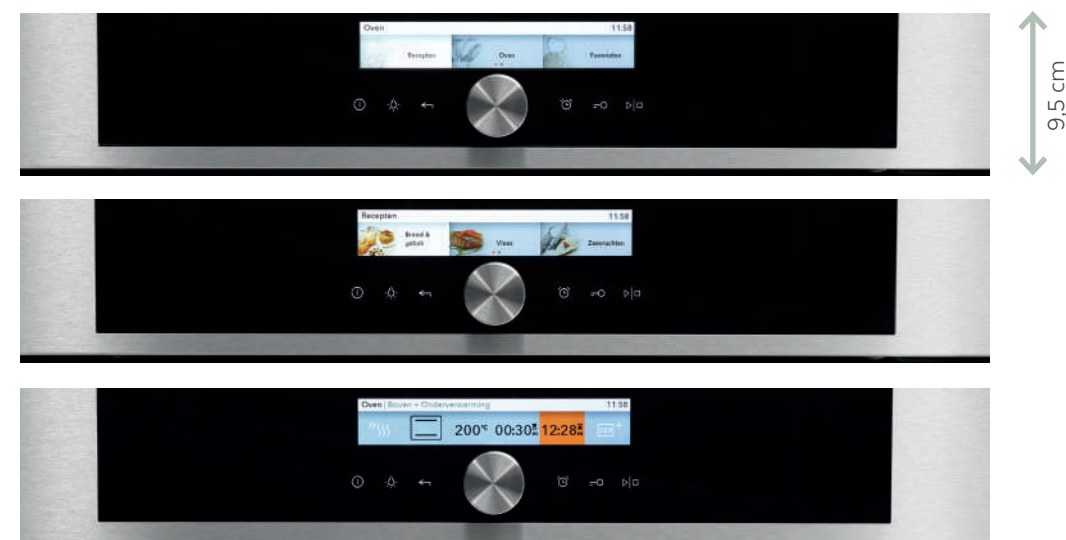 Oven 11:58
Recepten Oven Favorieten
9,5 cm
Recepten 11:58
Brood &
gebak Vlees Zeevruchten
Oven | Boven + Onderverwarming 11:58
200°C 00:30 12:28